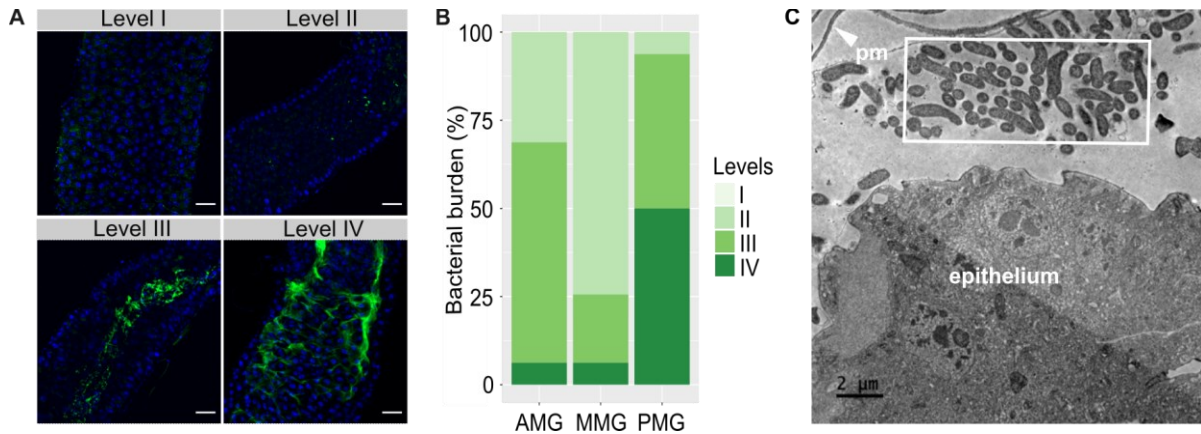 A
Level I
Level II
Level III
Level IV
B
Bacterial burden (%)
100
75
50
25
0
AMG MMG PMG
Levels
I
II
III
IV
C
pm
epithelium
2 µm